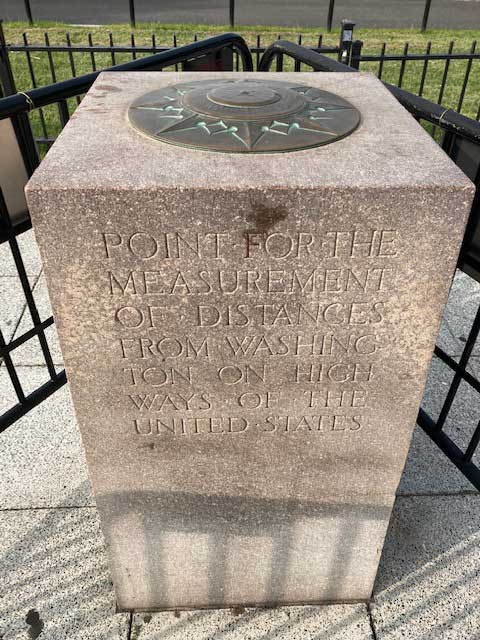 POINT·FOR·THE
MEASUREMENT
OF DISTANCES
FROM WASHING
TON ON HIGH
WAYS OF THE
UNITED·STATES